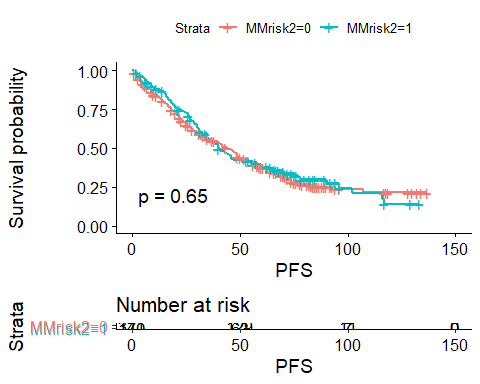 Strata MMrisk2=0 MMrisk2=1
Survival probability
1.00
0.75
0.50
0.25
0.00
p = 0.65
0 50 100 150
PFS
Number at risk
Strata
0 50 100 150
PFS